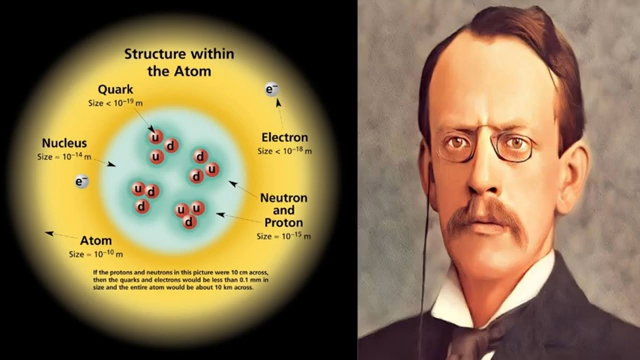 Structure within
the Atom
Quark
Size < 10⁻¹⁹ m
e⁻
Nucleus
Size ≈ 10⁻¹⁴ m
Electron
Size < 10⁻¹⁸ m
u
d
u
d
u
d
e⁻
u
d
d
u
u
d
Neutron
and
Proton
Size ≈ 10⁻¹⁵ m
Atom
Size ≈ 10⁻¹⁰ m
If the protons and neutrons in this picture were 10 cm across,
then the quarks and electrons would be less than 0.1 mm in
size and the entire atom would be about 10 km across.